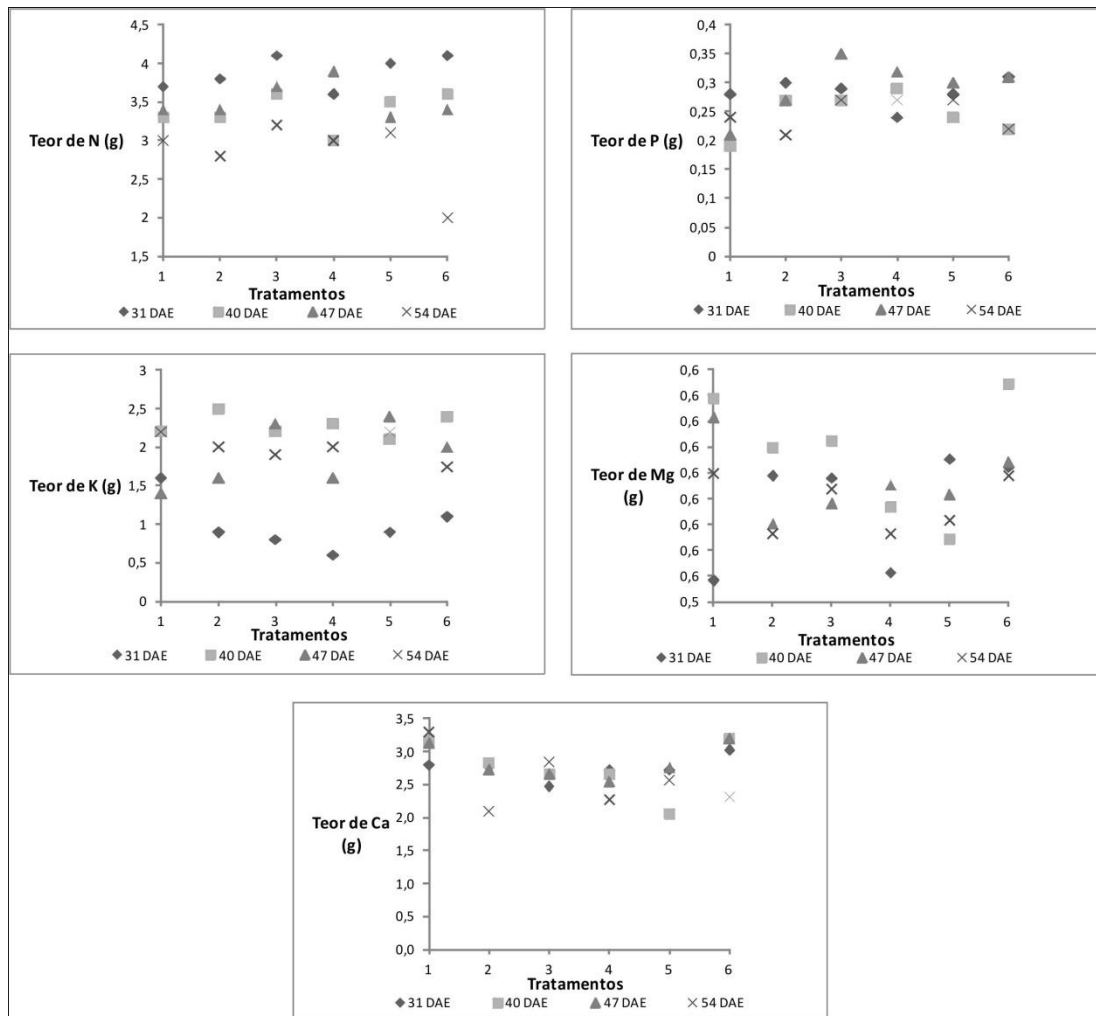 4,5
4
3,5
Teor de N (g) 3
2,5
2
1,5
1 2 3 4 5 6
Tratamentos
31 DAE 40 DAE 47 DAE 54 DAE
0,4
0,35
0,3
0,25
Teor de P (g) 0,2
0,15
0,1
0,05
0
1 2 3 4 5 6
Tratamentos
31 DAE 40 DAE 47 DAE 54 DAE
3
2,5
2
Teor de K (g) 1,5
1
0,5
0
1 2 3 4 5 6
Tratamentos
31 DAE 40 DAE 47 DAE 54 DAE
0,6
0,6
0,6
0,6
0,6
0,6
0,6
0,6
0,6
0,5
Teor de Mg
(g)
1 2 3 4 5 6
Tratamentos
31 DAE 40 DAE 47 DAE 54 DAE
3,5
3,0
2,5
2,0
1,5
1,0
0,5
0,0
Teor de Ca
(g)
1 2 3 4 5 6
Tratamentos
31 DAE 40 DAE 47 DAE 54 DAE